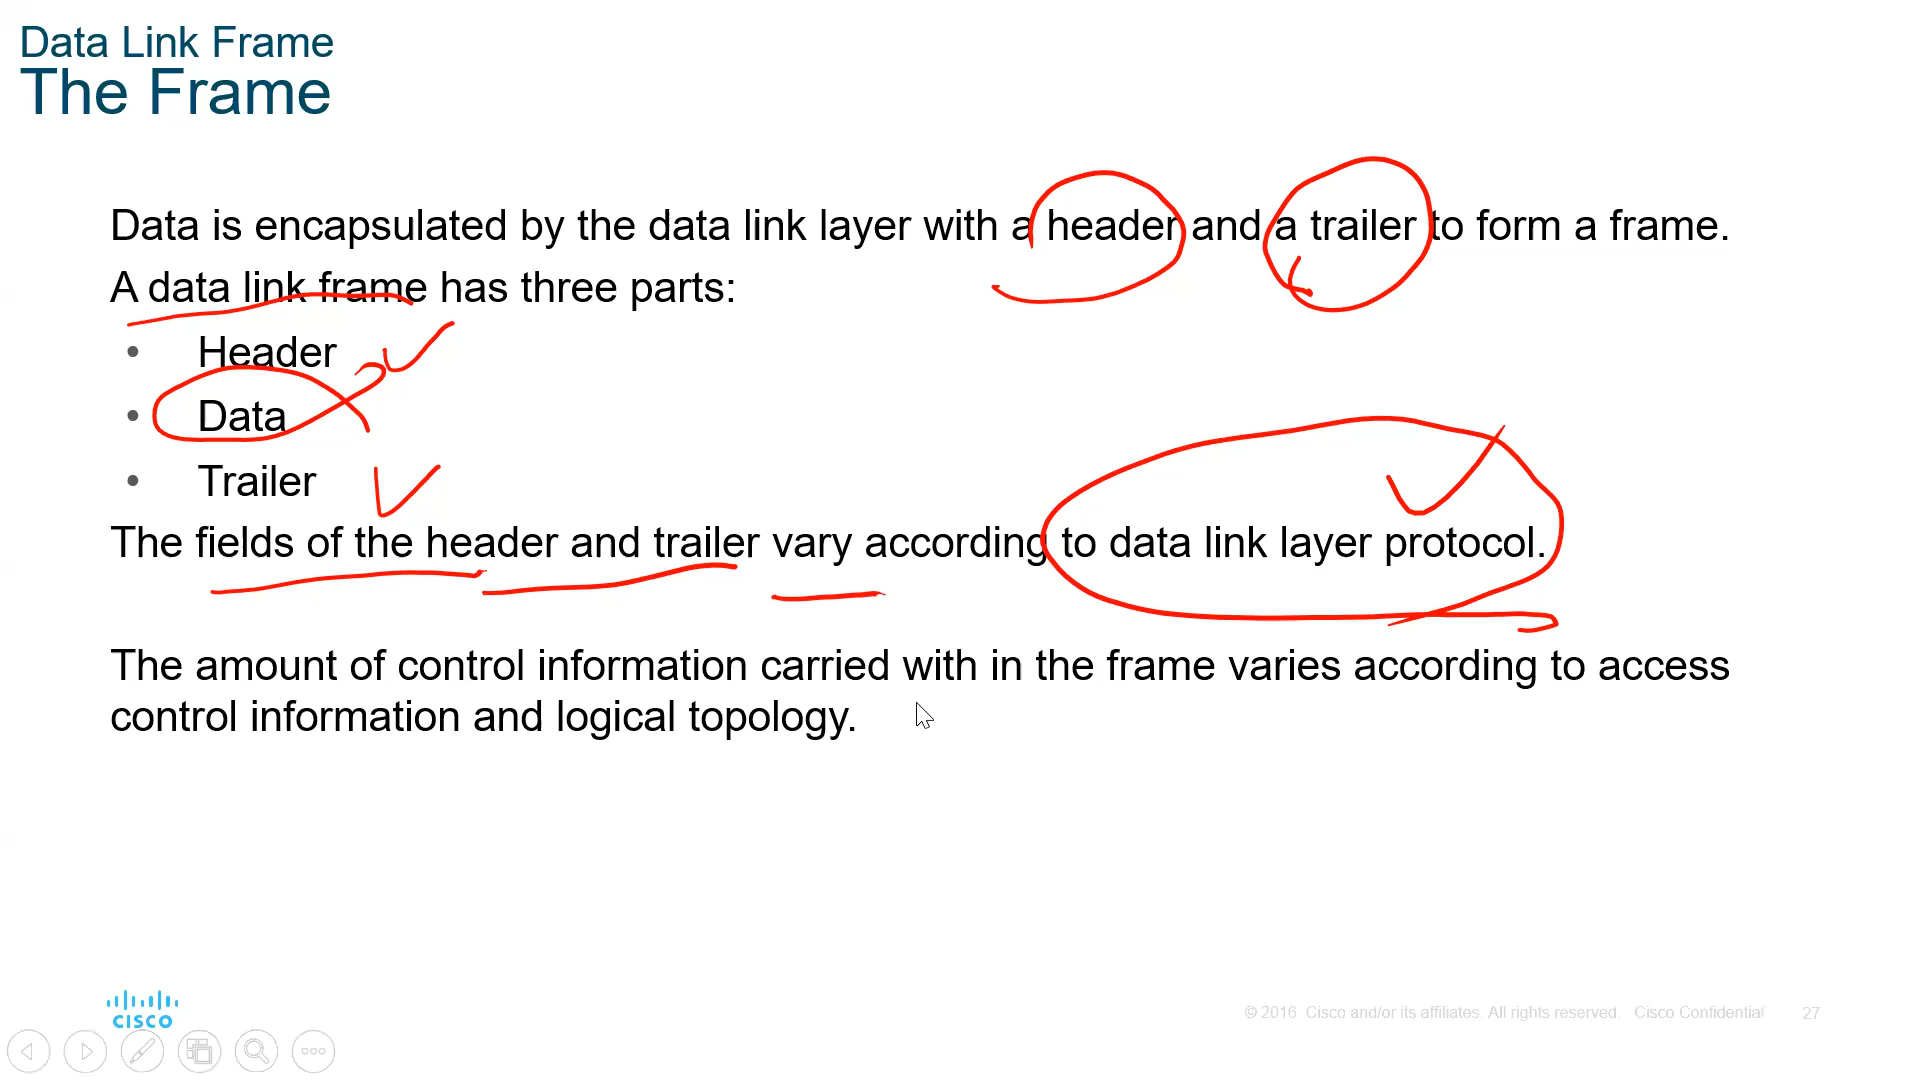 Data Link Frame
The Frame
Data is encapsulated by the data link layer with a header and a trailer to form a frame.
A data link frame has three parts:
• Header
• Data
• Trailer
The fields of the header and trailer vary according to data link layer protocol.
The amount of control information carried with in the frame varies according to access
control information and logical topology.
CISCO
© 2016 Cisco and/or its affiliates. All rights reserved. Cisco Confidential 27